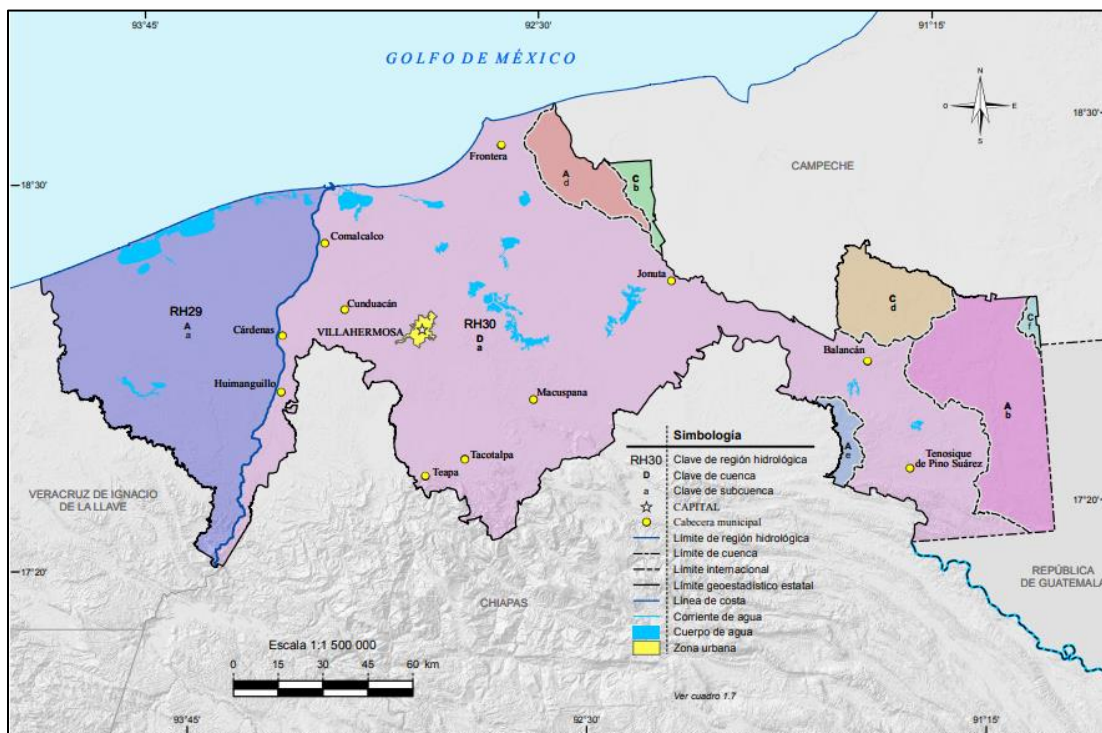 93°45'
92°30'
91°15'
GOLFO DE MÉXICO
N
O
E
S
18°30'
Frontera
A
d
C
b
CAMPECHE
18°30'
Comalcalco
Jonuta
RH29
A
a
Cunduacán
VILLAHERMOSA
Cárdenas
RH30
D
a
C
d
C
f
Balancán
Huimanguillo
Macuspana
A
b
A
e
Tacotalpa
Teapa
Tenosique
de Pino Suárez
VERACRUZ DE IGNACIO
DE LA LLAVE
17°20'
17°20'
CHIAPAS
REPÚBLICA
DE GUATEMALA
Simbología
RH30 Clave de región hidrológica
D Clave de cuenca
a Clave de subcuenca
CAPITAL
Cabecera municipal
Límite de región hidrológica
Límite de cuenca
Límite internacional
Límite geoestadístico estatal
Línea de costa
Corriente de agua
Cuerpo de agua
Zona urbana
Ver cuadro 1.7
Escala 1:1 500 000
0 15 30 45 60 km
93°45'
92°30'
91°15'